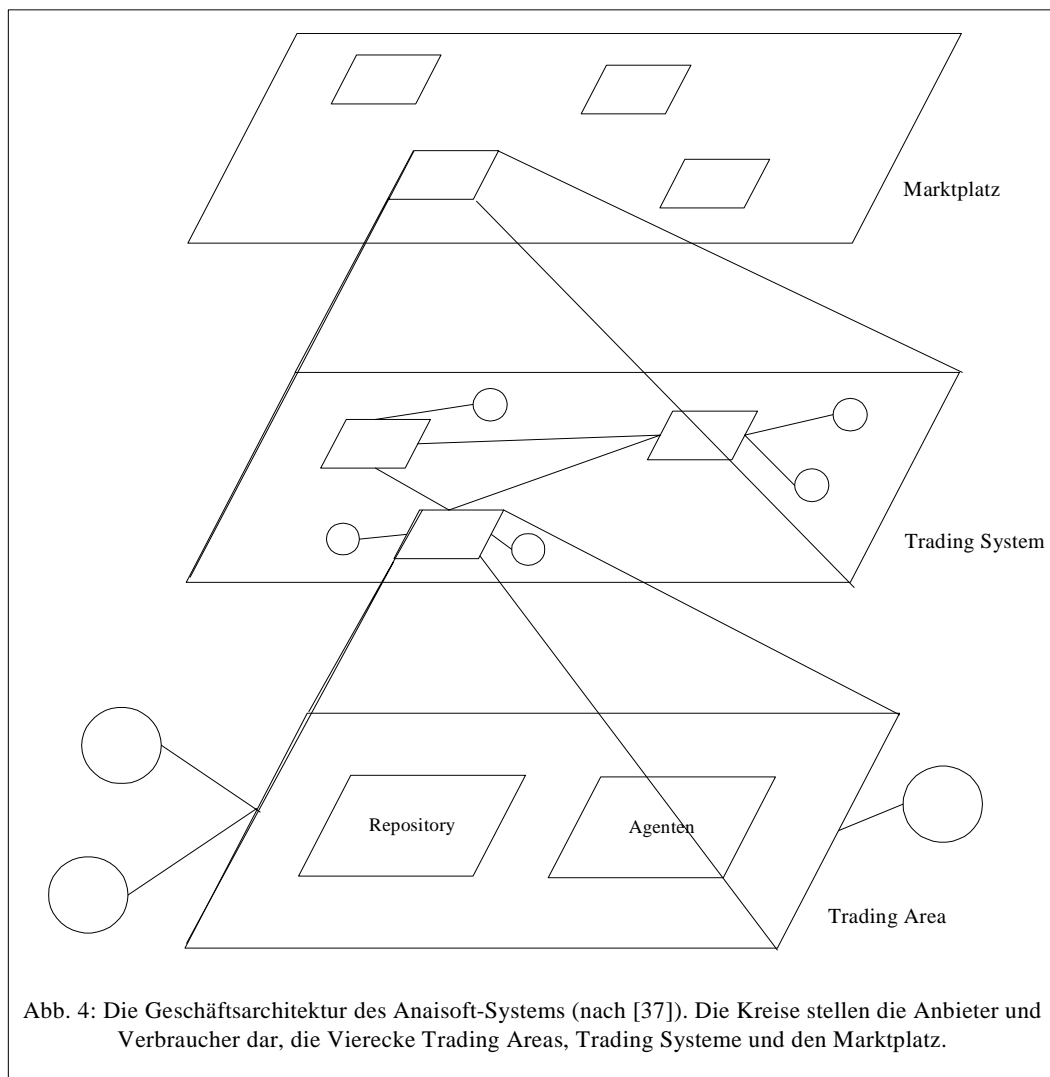 Marktplatz
Trading System
Repository
Agenten
Trading Area
Abb. 4: Die Geschäftsarchitektur des Anaisoft-Systems (nach [37]). Die Kreise stellen die Anbieter und
Verbraucher dar, die Vierecke Trading Areas, Trading Systeme und den Marktplatz.